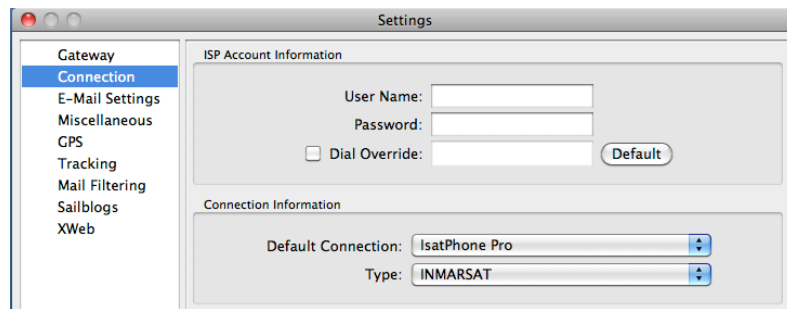 Settings
Gateway
Connection
E-Mail Settings
Miscellaneous
GPS
Tracking
Mail Filtering
Sailblogs
XWeb
ISP Account Information
User Name:
Password:
Dial Override:
Default
Connection Information
Default Connection: IsatPhone Pro
Type: INMARSAT